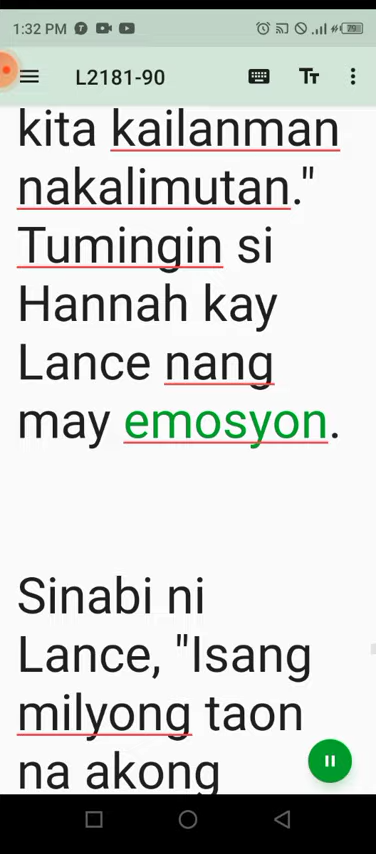 1:32 PM
L2181-90
kita kailanman
nakalimutan."
Tumingin si
Hannah kay
Lance nang
may emosyon.
Sinabi ni
Lance, "Isang
milyong taon
na akong